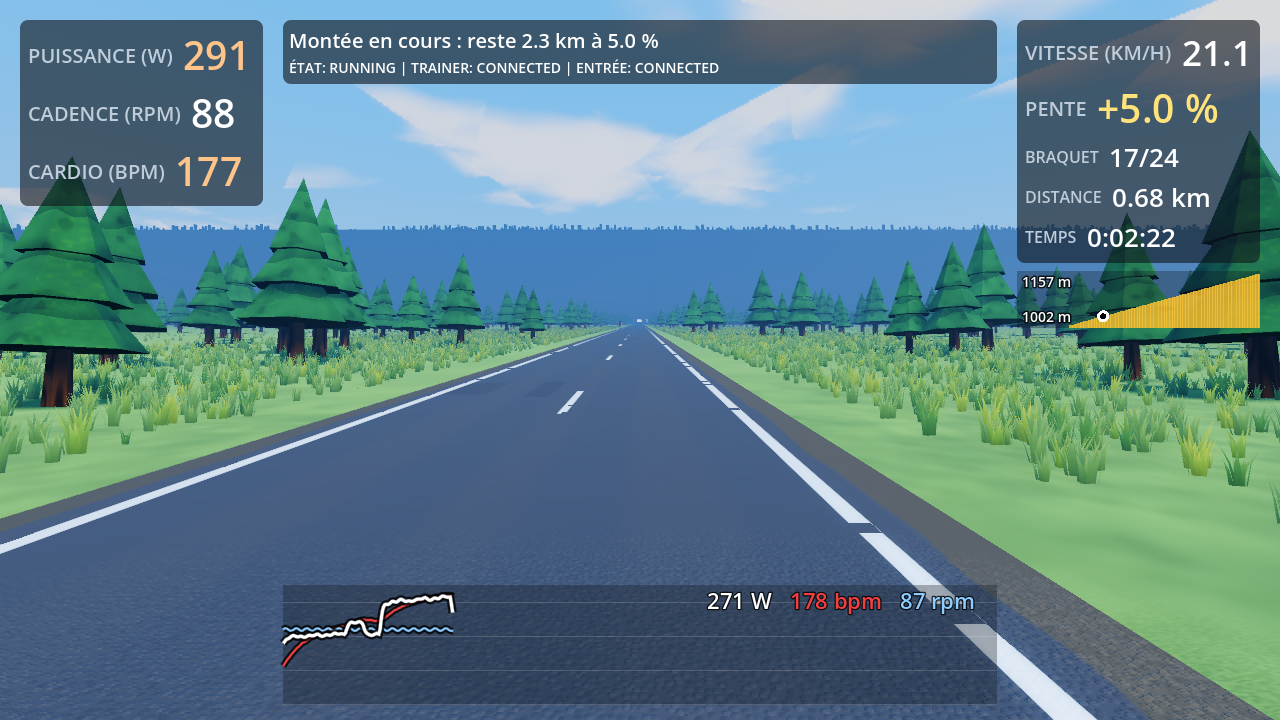 PUISSANCE (W) 291
CADENCE (RPM) 88
CARDIO (BPM) 177
Montée en cours : reste 2.3 km à 5.0 %
ÉTAT: RUNNING | TRAINER: CONNECTED | ENTRÉE: CONNECTED
VITESSE (KM/H) 21.1
PENTE +5.0 %
BRAQUET 17/24
DISTANCE 0.68 km
TEMPS 0:02:22
1157 m
1002 m
271 W 178 bpm 87 rpm